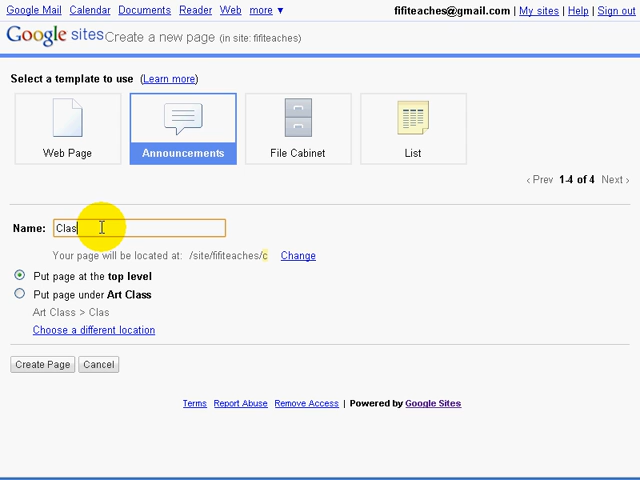 Google Mail Calendar Documents Reader Web more ▼ fifiteaches@gmail.com | My sites | Help | Sign out
Google sites Create a new page (in site: fifiteaches)
Select a template to use (Learn more)
Web Page Announcements File Cabinet List
‹ Prev 1-4 of 4 Next ›
Name: Clas
Your page will be located at: /site/fifiteaches/c Change
Put page at the top level
Put page under Art Class
Art Class > Clas
Choose a different location
Create Page Cancel
Terms Report Abuse Remove Access | Powered by Google Sites